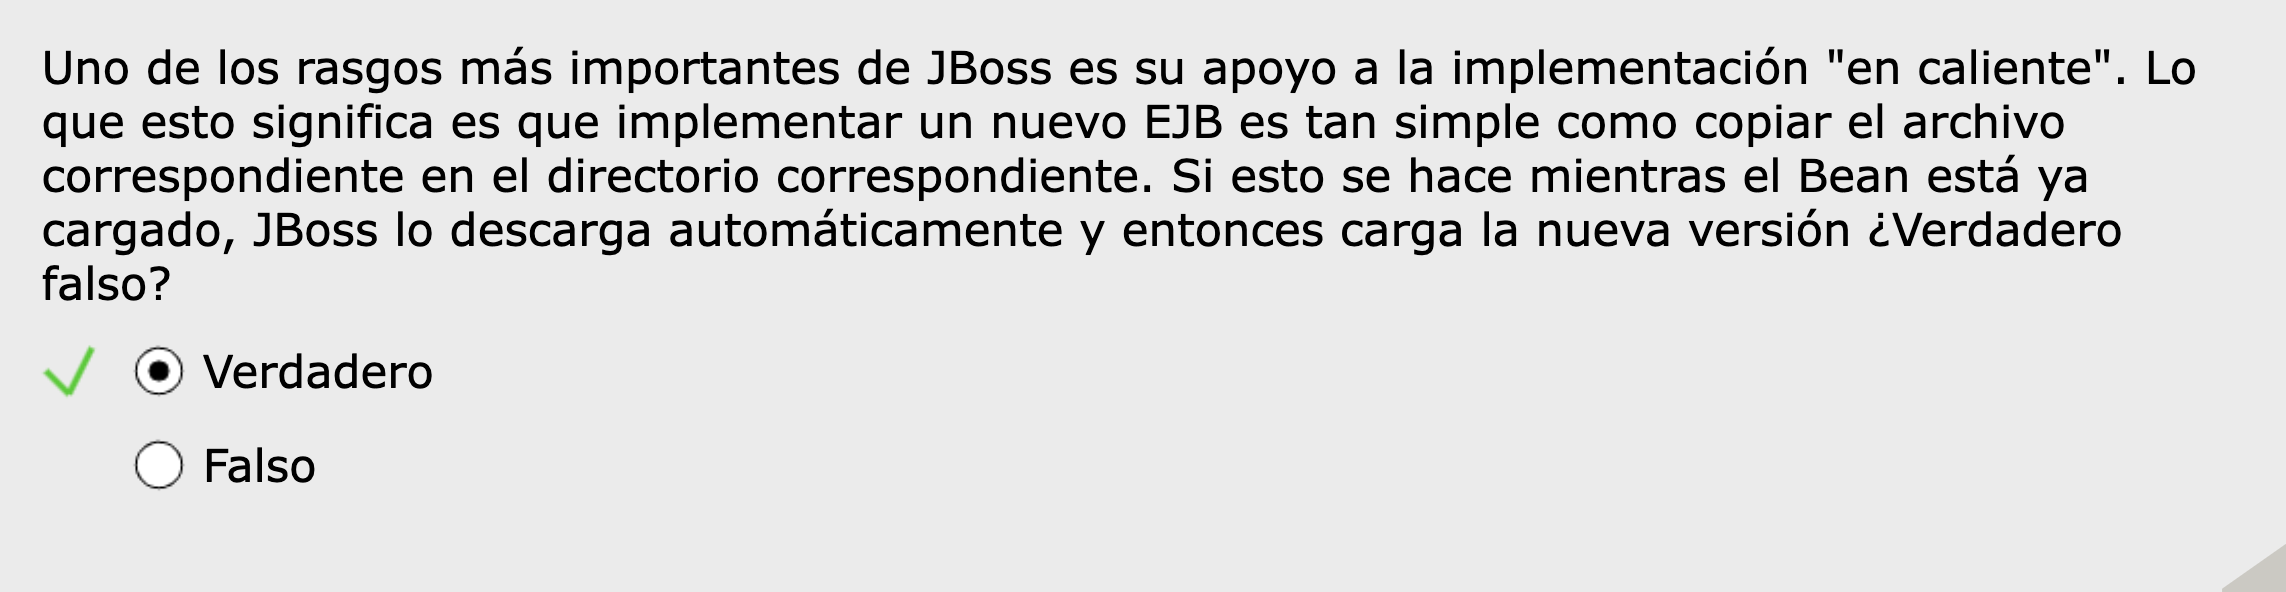 Uno de los rasgos más importantes de JBoss es su apoyo a la implementación "en caliente". Lo
que esto significa es que implementar un nuevo EJB es tan simple como copiar el archivo
correspondiente en el directorio correspondiente. Si esto se hace mientras el Bean está ya
cargado, JBoss lo descarga automáticamente y entonces carga la nueva versión ¿Verdadero
falso?
Verdadero
Falso